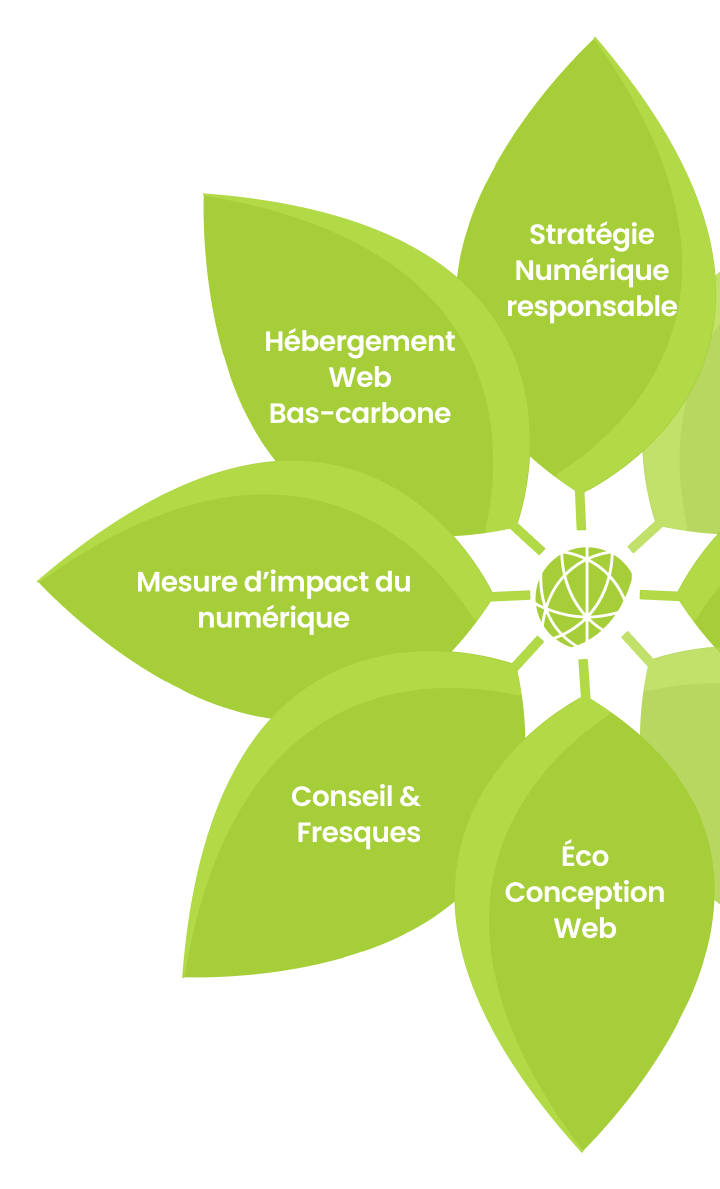 Stratégie
Numérique
responsable
Hébergement
Web
Bas-carbone
Mesure d’impact du
numérique
Conseil &
Fresques
Éco
Conception
Web